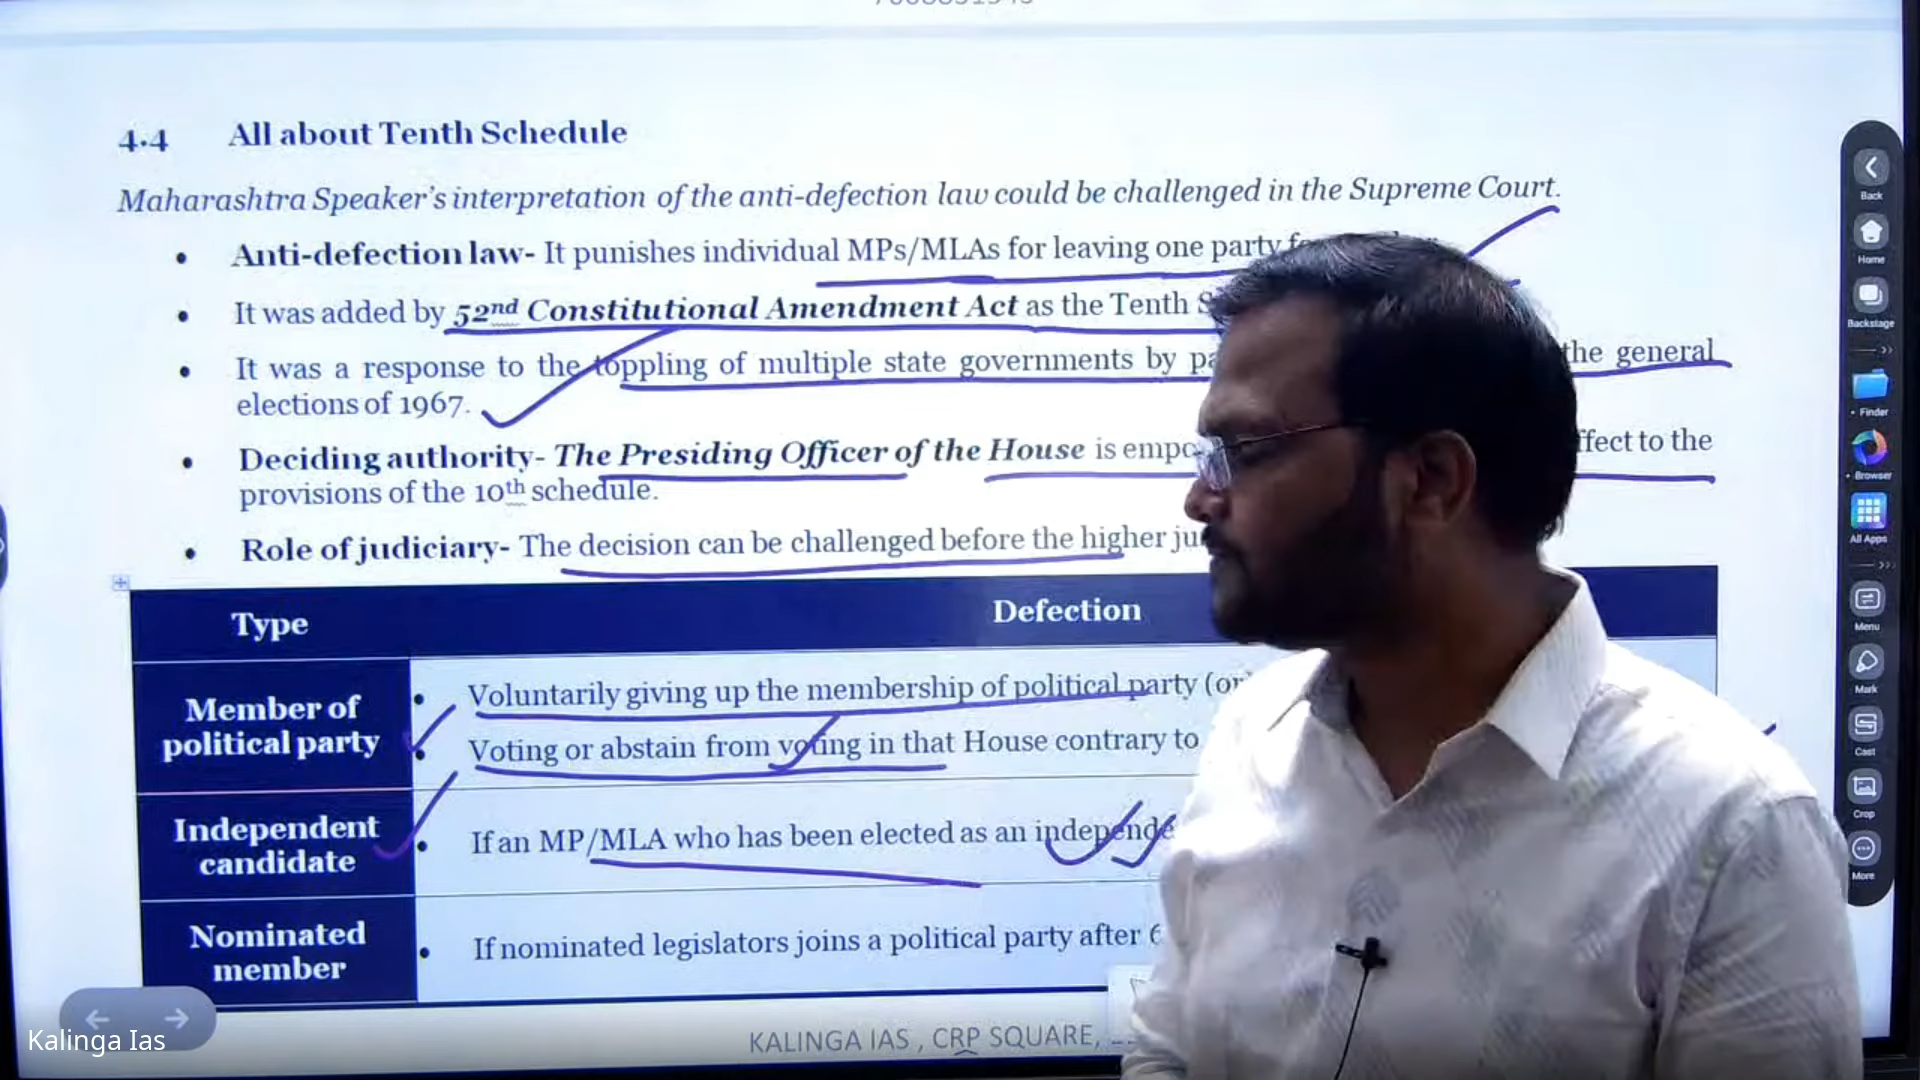 4.4 All about Tenth Schedule
Maharashtra Speaker's interpretation of the anti-defection law could be challenged in the Supreme Court.
• Anti-defection law- It punishes individual MPs/MLAs for leaving one party
• It was added by 52nd Constitutional Amendment Act as the Tenth
• It was a response to the toppling of multiple state governments by the general
elections of 1967.
• Deciding authority- The Presiding Officer of the House is to the
provisions of the 10th schedule.
• Role of judiciary- The decision can be challenged before the higher
Type Defection
Member of
political party
• Voluntarily giving up the membership of political party
• Voting or abstain from voting in that House contrary to
Independent
candidate
• If an MP/MLA who has been elected as an
Nominated
member
• If nominated legislators joins a political party after 6
KALINGA IAS , CRP SQUARE,
Kalinga Ias
Back
Home
Backstage
Finder
Browser
All Apps
Menu
Mark
Cast
Crop
More